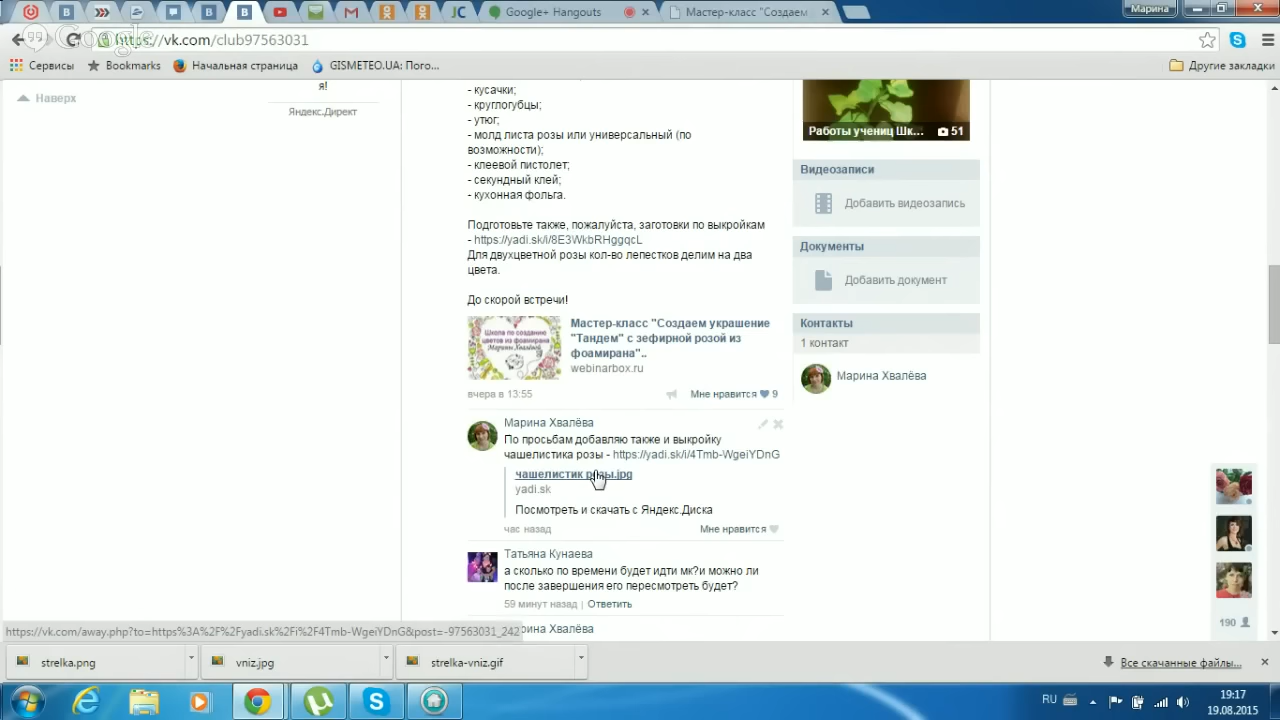 JC
Google+ Hangouts
Мастер-класс "Создаем
Марина
Google
https://vk.com/club97563031
Сервисы
Bookmarks
Начальная страница
GISMETEO.UA: Пого...
Другие закладки
Наверх
я!
Яндекс.Директ
- кусачки;
- круглогубцы;
- утюг;
- молд листа розы или универсальный (по
возможности);
- клеевой пистолет;
- секундный клей;
- кухонная фольга.
Подготовьте также, пожалуйста, заготовки по выкройкам
- https://yadi.sk/i/8E3WkbRHggqcL
Для двухцветной розы кол-во лепестков делим на два
цвета.
До скорой встречи!
Школа по созданию
цветов из фоамирана
Марины Хвалёвой
Мастер-класс "Создаем украшение
"Тандем" с зефирной розой из
фоамирана"..
webinarbox.ru
вчера в 13:55
Мне нравится 9
Марина Хвалёва
По просьбам добавляю также и выкройку
чашелистика розы - https://yadi.sk/i/4Tmb-WgeiYDnG
чашелистик розы.jpg
yadi.sk
Посмотреть и скачать с Яндекс.Диска
час назад
Мне нравится
Татьяна Кунаева
а сколько по времени будет идти мк?и можно ли
после завершения его пересмотреть будет?
59 минут назад | Ответить
рина Хвалёва
Работы учениц Шк... 51
Видеозаписи
Добавить видеозапись
Документы
Добавить документ
Контакты
1 контакт
Марина Хвалёва
190
https://vk.com/away.php?to=https%3A%2F%2Fyadi.sk%2Fi%2F4Tmb-WgeiYDnG&post=-97563031_242
strelka.png
vniz.jpg
strelka-vniz.gif
Все скачанные файлы...
RU
19:17
19.08.2015